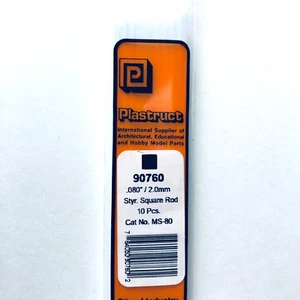 Plastruct
International Supplier of
Architectural, Educational
and Hobby Model Parts
90760
.080" / 2.0mm
Styr. Square Rod
10 Pcs.
Cat No. MS-80